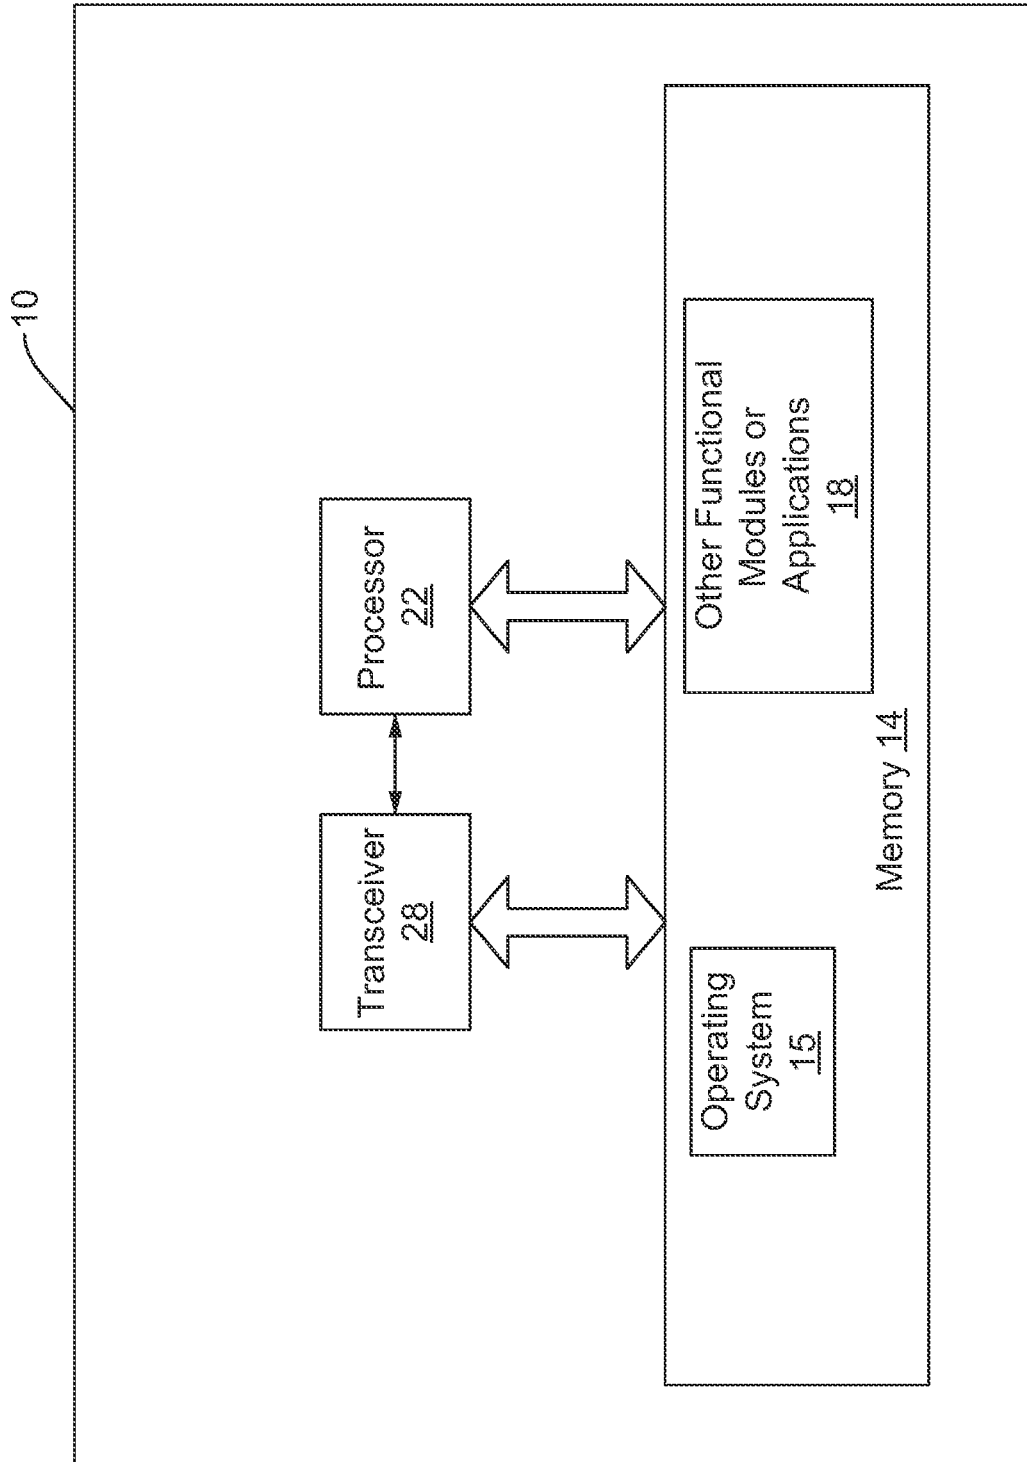 10
Transceiver
28
Processor
22
Operating
System
15
Other Functional
Modules or
Applications
18
Memory 14